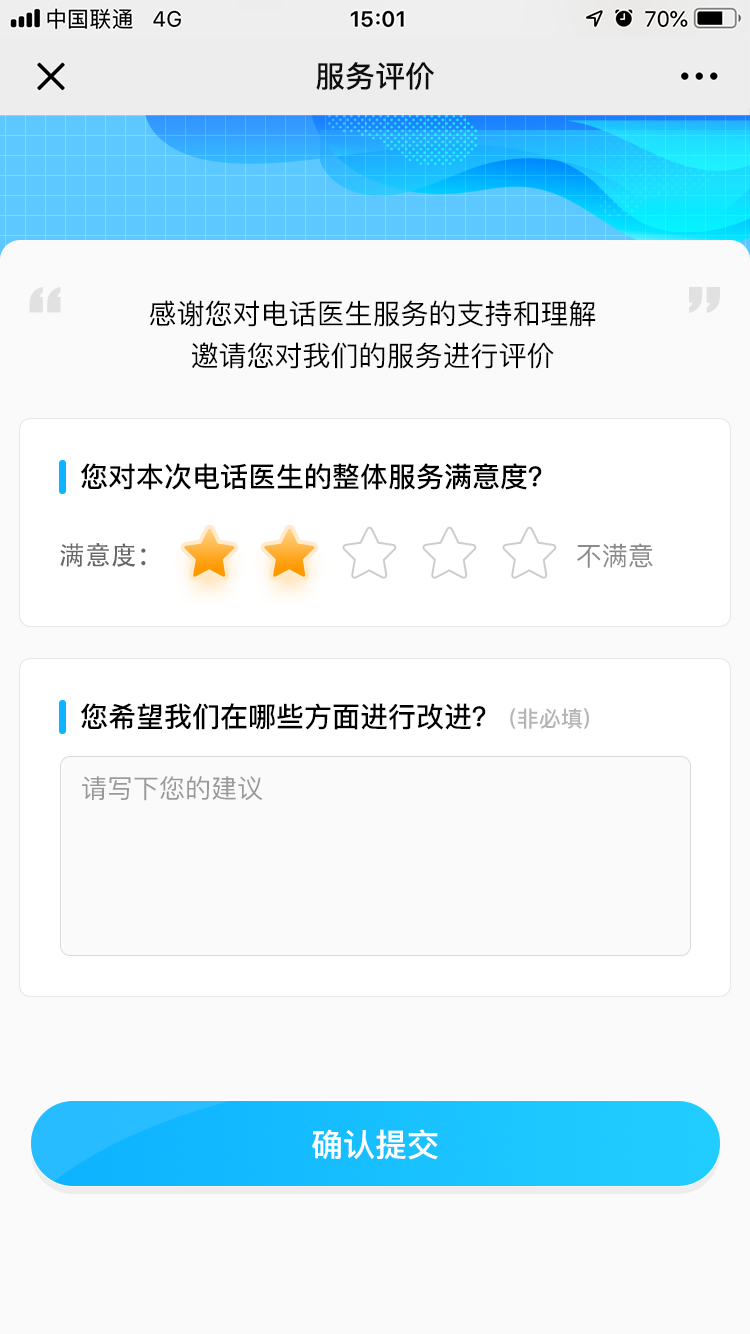 中国联通 4G 15:01 70%
服务评价
感谢您对电话医生服务的支持和理解
邀请您对我们的服务进行评价
您对本次电话医生的整体服务满意度?
满意度： 不满意
您希望我们在哪些方面进行改进? (非必填)
请写下您的建议
确认提交